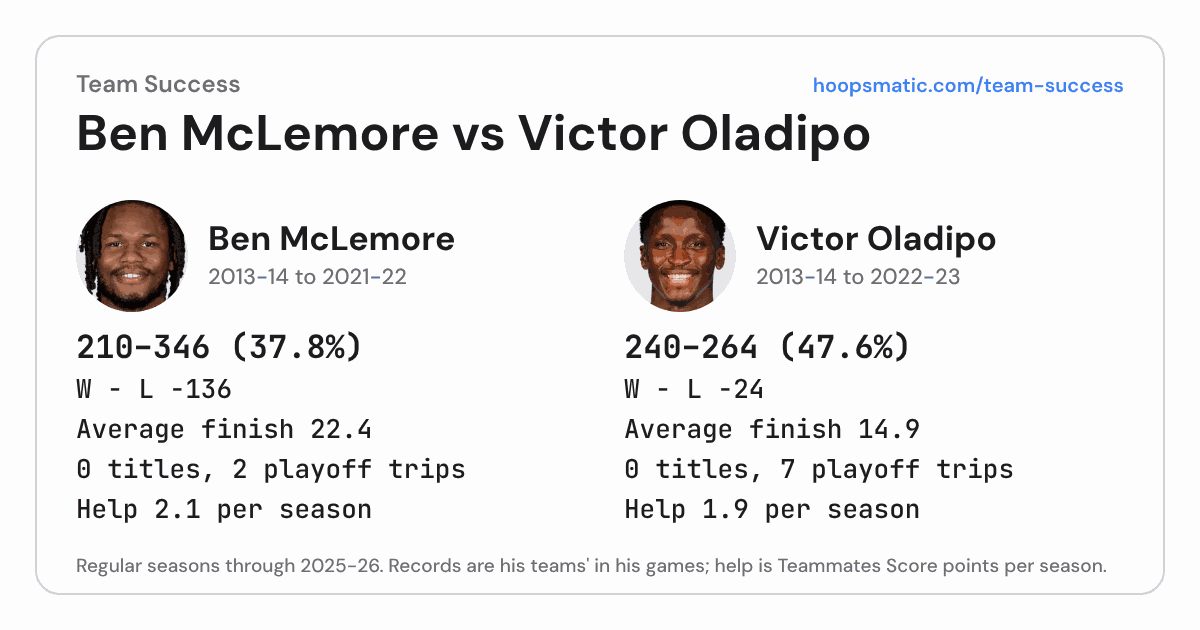 Team Success
hoopsmatic.com/team-success
Ben McLemore vs Victor Oladipo
Ben McLemore
2013-14 to 2021-22
210-346 (37.8%)
W - L -136
Average finish 22.4
0 titles, 2 playoff trips
Help 2.1 per season
Victor Oladipo
2013-14 to 2022-23
240-264 (47.6%)
W - L -24
Average finish 14.9
0 titles, 7 playoff trips
Help 1.9 per season
Regular seasons through 2025-26. Records are his teams' in his games; help is Teammates Score points per season.